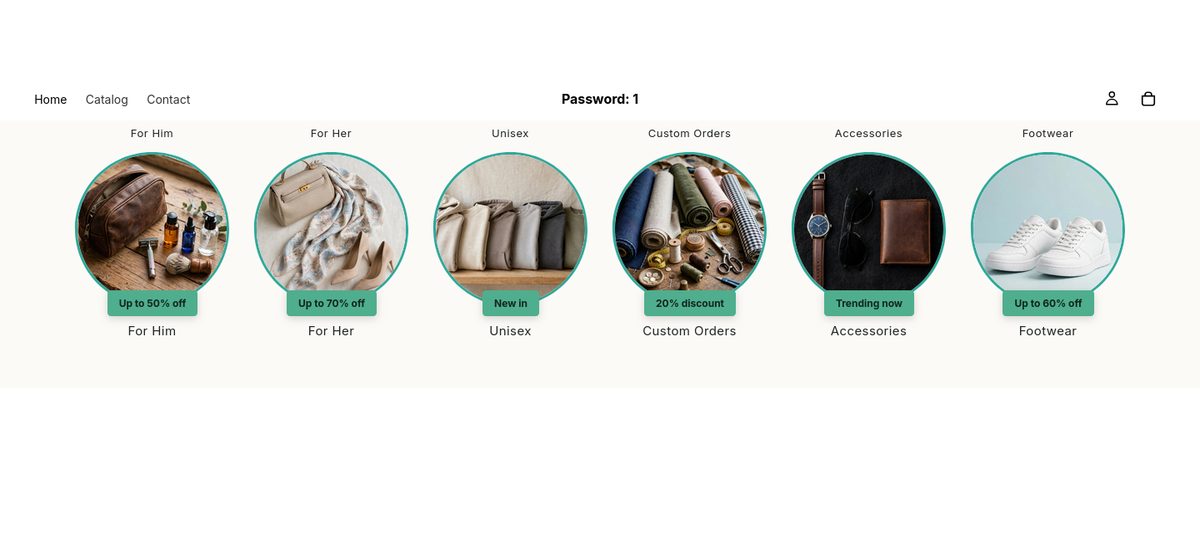 Home Catalog Contact Password: 1
For Him For Her Unisex Custom Orders Accessories Footwear
Up to 50% off Up to 70% off New in 20% discount Trending now Up to 60% off
For Him For Her Unisex Custom Orders Accessories Footwear